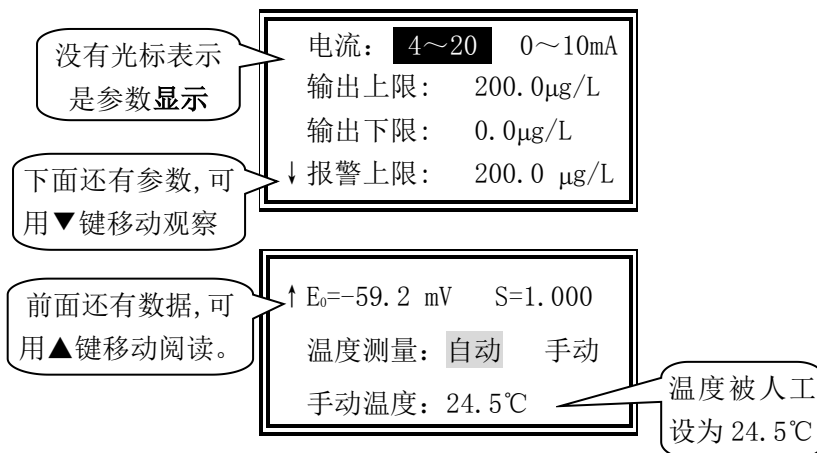 没有光标表示
是参数显示
电流： 4～20 0～10mA
输出上限： 200.0μg/L
输出下限： 0.0μg/L
↓报警上限： 200.0 μg/L
下面还有参数,可
用▼键移动观察
前面还有数据,可
用▲键移动阅读。
↑E₀=-59.2 mV S=1.000
温度测量：自动 手动
手动温度：24.5℃
温度被人工
设为 24.5℃